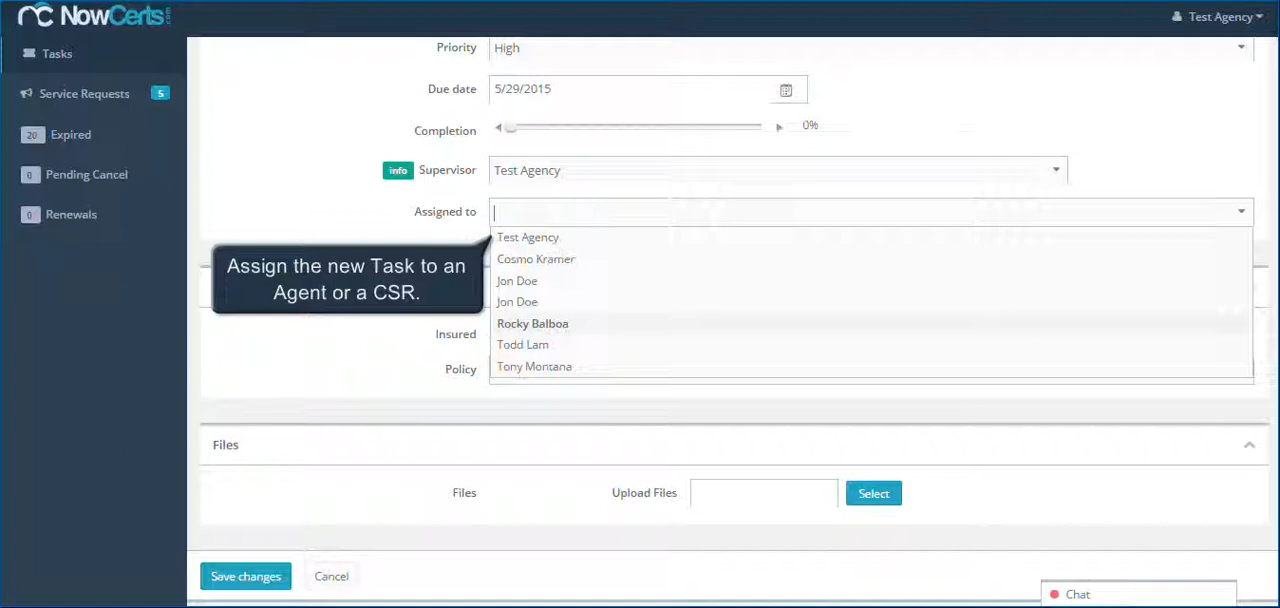 NowCerts.com
Test Agency
Tasks
Service Requests 5
20 Expired
0 Pending Cancel
0 Renewals
Priority High
Due date 5/29/2015
Completion 0%
info Supervisor Test Agency
Assigned to
Test Agency
Cosmo Kramer
Jon Doe
Jon Doe
Rocky Balboa
Todd Lam
Tony Montana
Assign the new Task to an
Agent or a CSR.
Insured
Policy
Files
Files Upload Files Select
Save changes Cancel
Chat